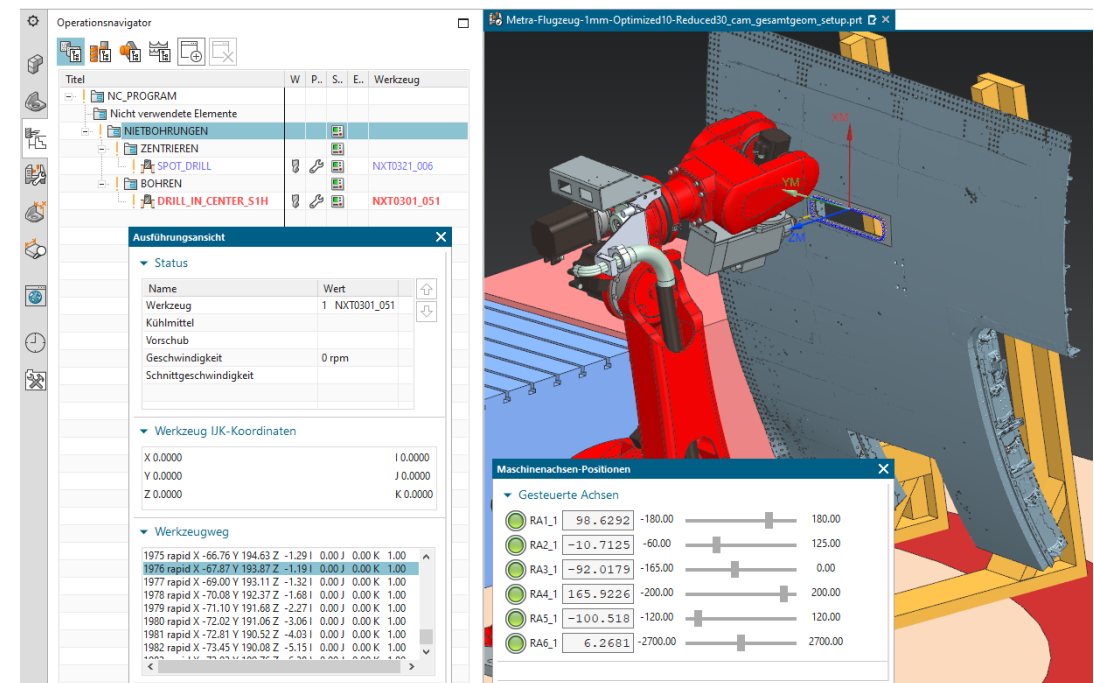 Operationsnavigator
Metra-Flugzeug-1mm-Optimized10-Reduced30_cam_gesamtgeom_setup.prt
Titel W P.. S.. E.. Werkzeug
NC_PROGRAM
Nicht verwendete Elemente
NIETBOHRUNGEN
ZENTRIEREN
SPOT_DRILL NXT0321_006
BOHREN
DRILL_IN_CENTER_S1H NXT0301_051
XM
YM
ZM
Ausführungsansicht
Status
Name Wert
Werkzeug 1 NXT0301_051
Kühlmittel
Vorschub
Geschwindigkeit 0 rpm
Schnittgeschwindigkeit
Werkzeug IJK-Koordinaten
X 0.0000 I 0.0000
Y 0.0000 J 0.0000
Z 0.0000 K 0.0000
Werkzeugweg
1975 rapid X -66.76 Y 194.63 Z -1.29 I 0.00 J 0.00 K 1.00
1976 rapid X -67.87 Y 193.87 Z -1.19 I 0.00 J 0.00 K 1.00
1977 rapid X -69.00 Y 193.11 Z -1.32 I 0.00 J 0.00 K 1.00
1978 rapid X -70.08 Y 192.37 Z -1.68 I 0.00 J 0.00 K 1.00
1979 rapid X -71.10 Y 191.68 Z -2.27 I 0.00 J 0.00 K 1.00
1980 rapid X -72.02 Y 191.06 Z -3.06 I 0.00 J 0.00 K 1.00
1981 rapid X -72.81 Y 190.52 Z -4.03 I 0.00 J 0.00 K 1.00
1982 rapid X -73.45 Y 190.08 Z -5.15 I 0.00 J 0.00 K 1.00
Maschinenachsen-Positionen
Gesteuerte Achsen
RA1_1 98.6292 -180.00 180.00
RA2_1 -10.7125 -60.00 125.00
RA3_1 -92.0179 -165.00 0.00
RA4_1 165.9226 -200.00 200.00
RA5_1 -100.518 -120.00 120.00
RA6_1 6.2681 -2700.00 2700.00